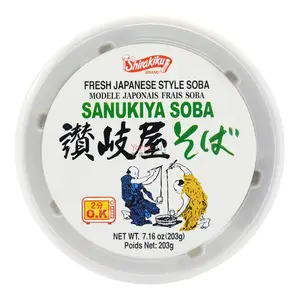 Shirakiku
BRAND
FRESH JAPANESE STYLE SOBA
MODELE JAPONAIS FRAIS SOBA
SANUKIYA SOBA
讃岐屋そば
2分
O.K
NET WT. 7.16 oz (203g)
Poids Net: 203g